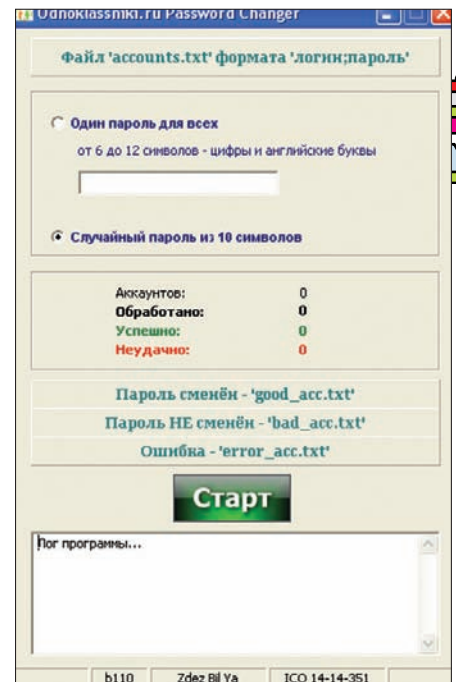 Odnoklassniki.ru Password Changer
Файл 'accounts.txt' формата 'логин;пароль'
Один пароль для всех
от 6 до 12 символов - цифры и английские буквы
Случайный пароль из 10 символов
Аккаунтов: 0
Обработано: 0
Успешно: 0
Неудачно: 0
Пароль сменён - 'good_acc.txt'
Пароль НЕ сменён - 'bad_acc.txt'
Ошибка - 'error_acc.txt'
Старт
Лог программы...
b110 Zdez Bil Ya ICQ 14-14-351